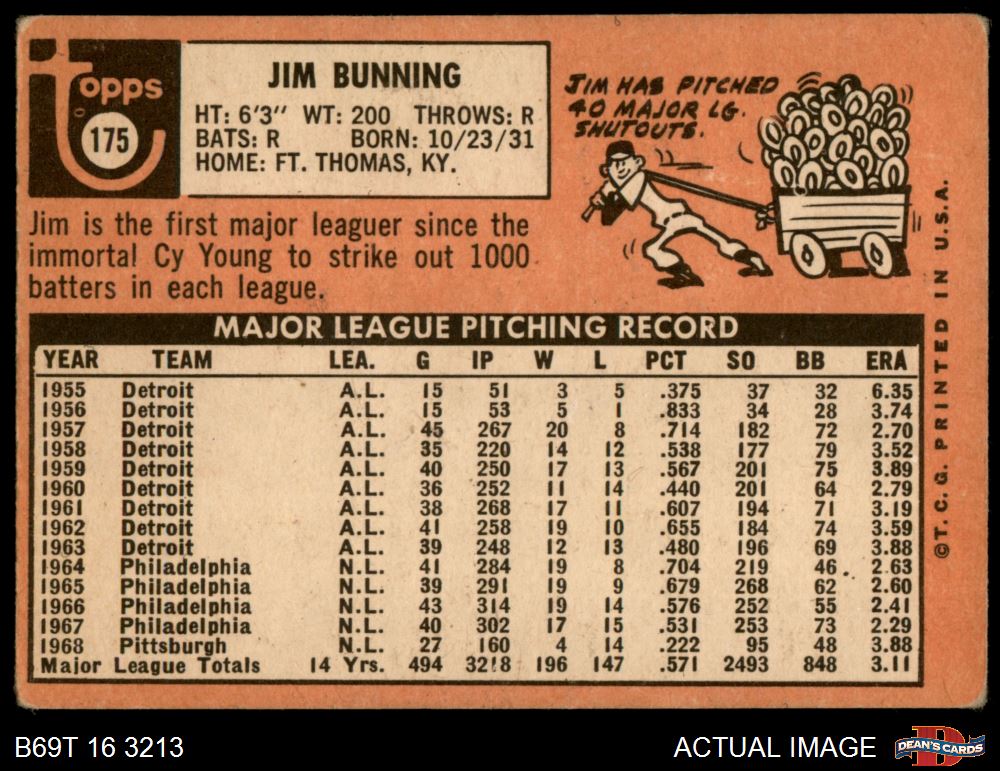 Topps
175
JIM BUNNING
HT: 6'3" WT: 200 THROWS: R
BATS: R BORN: 10/23/31
HOME: FT. THOMAS, KY.
JIM HAS PITCHED
40 MAJOR LG.
SHUTOUTS.
Jim is the first major leaguer since the
immortal Cy Young to strike out 1000
batters in each league.
MAJOR LEAGUE PITCHING RECORD
YEAR TEAM LEA. G IP W L PCT SO BB ERA
1955 Detroit A.L. 15 51 3 5 .375 37 32 6.35
1956 Detroit A.L. 15 53 5 1 .833 34 28 3.74
1957 Detroit A.L. 45 267 20 8 .714 182 72 2.70
1958 Detroit A.L. 35 220 14 12 .538 177 79 3.52
1959 Detroit A.L. 40 250 17 13 .567 201 75 3.89
1960 Detroit A.L. 36 252 11 14 .440 201 64 2.79
1961 Detroit A.L. 38 268 17 11 .607 194 71 3.19
1962 Detroit A.L. 41 258 19 10 .655 184 74 3.59
1963 Detroit A.L. 39 248 12 13 .480 196 69 3.88
1964 Philadelphia N.L. 41 284 19 8 .704 219 46 2.63
1965 Philadelphia N.L. 39 291 19 9 .679 268 62 2.60
1966 Philadelphia N.L. 43 314 19 14 .576 252 55 2.41
1967 Philadelphia N.L. 40 302 17 15 .531 253 73 2.29
1968 Pittsburgh N.L. 27 160 4 14 .222 95 48 3.88
Major League Totals 14 Yrs. 494 3218 196 147 .571 2493 848 3.11
©T.C.G. PRINTED IN U.S.A.
B69T 16 3213
ACTUAL IMAGE
D
DEAN'S CARDS